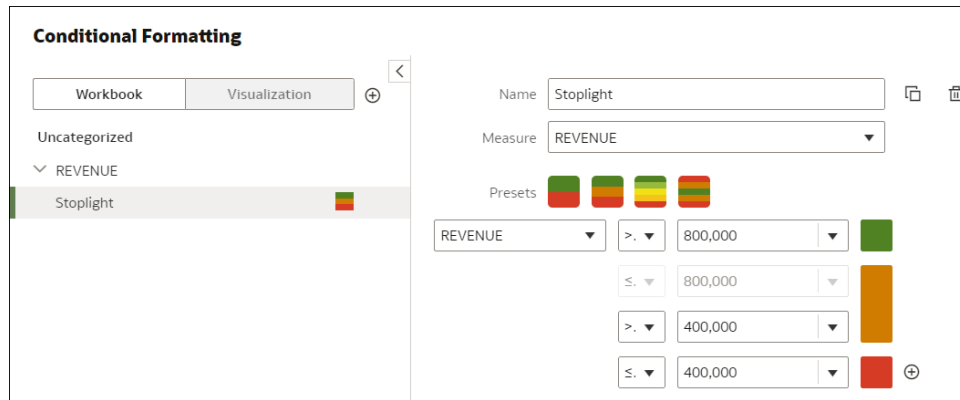 Conditional Formatting
Workbook Visualization
Uncategorized
REVENUE
Stoplight
Name Stoplight
Measure REVENUE
Presets
REVENUE >. 800,000
≤. 800,000
>. 400,000
≤. 400,000